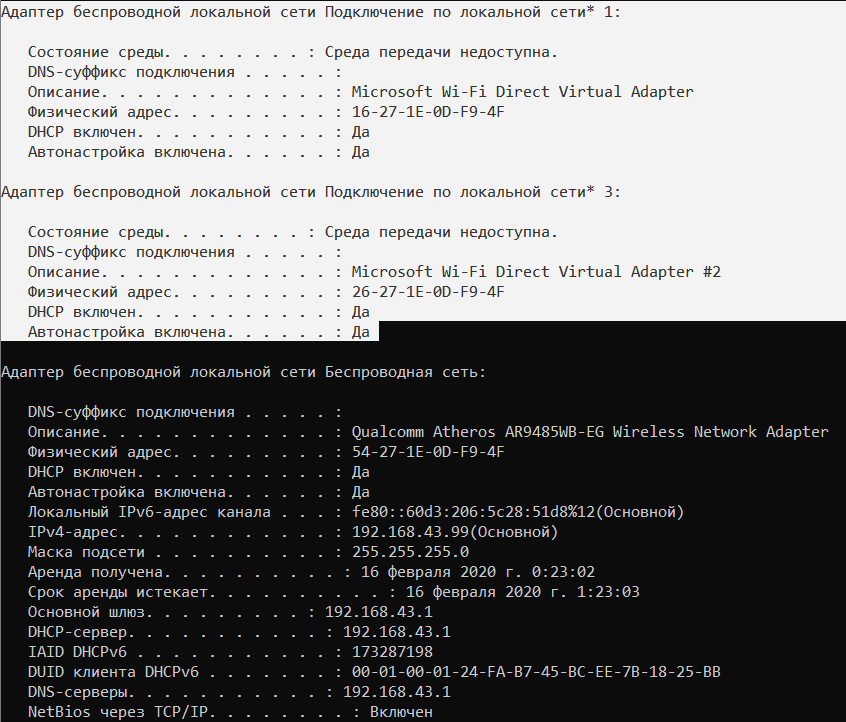 Адаптер беспроводной локальной сети Подключение по локальной сети* 1:
Состояние среды. . . . . . . . : Среда передачи недоступна.
DNS-суффикс подключения . . . . . :
Описание. . . . . . . . . . . . . : Microsoft Wi-Fi Direct Virtual Adapter
Физический адрес. . . . . . . . . : 16-27-1E-0D-F9-4F
DHCP включен. . . . . . . . . . . : Да
Автонастройка включена. . . . . . : Да
Адаптер беспроводной локальной сети Подключение по локальной сети* 3:
Состояние среды. . . . . . . . : Среда передачи недоступна.
DNS-суффикс подключения . . . . . :
Описание. . . . . . . . . . . . . : Microsoft Wi-Fi Direct Virtual Adapter #2
Физический адрес. . . . . . . . . : 26-27-1E-0D-F9-4F
DHCP включен. . . . . . . . . . . : Да
Автонастройка включена. . . . . . : Да
Адаптер беспроводной локальной сети Беспроводная сеть:
DNS-суффикс подключения . . . . . :
Описание. . . . . . . . . . . . . : Qualcomm Atheros AR9485WB-EG Wireless Network Adapter
Физический адрес. . . . . . . . . : 54-27-1E-0D-F9-4F
DHCP включен. . . . . . . . . . . : Да
Автонастройка включена. . . . . . : Да
Локальный IPv6-адрес канала . . . : fe80::60d3:206:5c28:51d8%12(Основной)
IPv4-адрес. . . . . . . . . . . . : 192.168.43.99(Основной)
Маска подсети . . . . . . . . . . : 255.255.255.0
Аренда получена. . . . . . . . . . : 16 февраля 2020 г. 0:23:02
Срок аренды истекает. . . . . . . . . . : 16 февраля 2020 г. 1:23:03
Основной шлюз. . . . . . . . . : 192.168.43.1
DHCP-сервер. . . . . . . . . . . : 192.168.43.1
IAID DHCPv6 . . . . . . . . . . . : 173287198
DUID клиента DHCPv6 . . . . . . . : 00-01-00-01-24-FA-B7-45-BC-EE-7B-18-25-BB
DNS-серверы. . . . . . . . . . . : 192.168.43.1
NetBios через TCP/IP. . . . . . . . : Включен